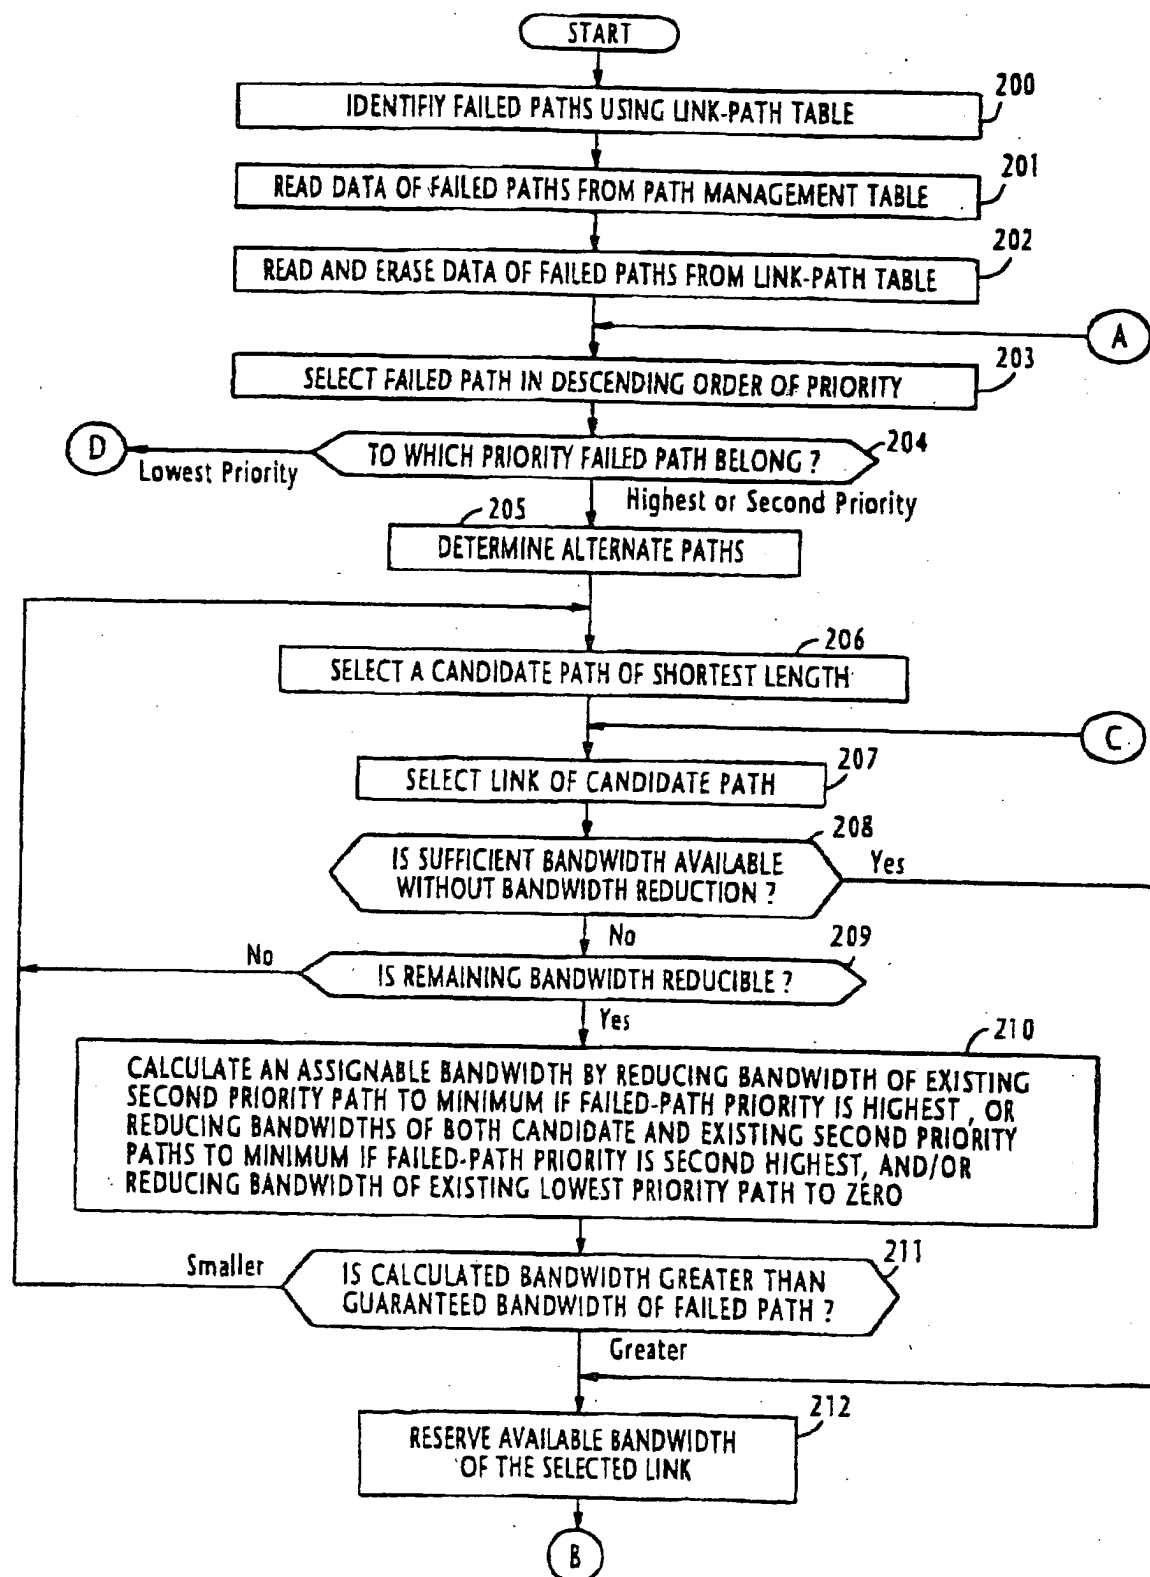 START
200
IDENTIFIY FAILED PATHS USING LINK-PATH TABLE
201
READ DATA OF FAILED PATHS FROM PATH MANAGEMENT TABLE
202
READ AND ERASE DATA OF FAILED PATHS FROM LINK-PATH TABLE
A
203
SELECT FAILED PATH IN DESCENDING ORDER OF PRIORITY
204
D
TO WHICH PRIORITY FAILED PATH BELONG ?
Lowest Priority
Highest or Second Priority
205
DETERMINE ALTERNATE PATHS
206
SELECT A CANDIDATE PATH OF SHORTEST LENGTH
C
207
SELECT LINK OF CANDIDATE PATH
208
IS SUFFICIENT BANDWIDTH AVAILABLE
WITHOUT BANDWIDTH REDUCTION ?
Yes
No
209
No
IS REMAINING BANDWIDTH REDUCIBLE ?
Yes
210
CALCULATE AN ASSIGNABLE BANDWIDTH BY REDUCING BANDWIDTH OF EXISTING
SECOND PRIORITY PATH TO MINIMUM IF FAILED-PATH PRIORITY IS HIGHEST , OR
REDUCING BANDWIDTHS OF BOTH CANDIDATE AND EXISTING SECOND PRIORITY
PATHS TO MINIMUM IF FAILED-PATH PRIORITY IS SECOND HIGHEST, AND/OR
REDUCING BANDWIDTH OF EXISTING LOWEST PRIORITY PATH TO ZERO
211
Smaller
IS CALCULATED BANDWIDTH GREATER THAN
GUARANTEED BANDWIDTH OF FAILED PATH ?
Greater
212
RESERVE AVAILABLE BANDWIDTH
OF THE SELECTED LINK
B